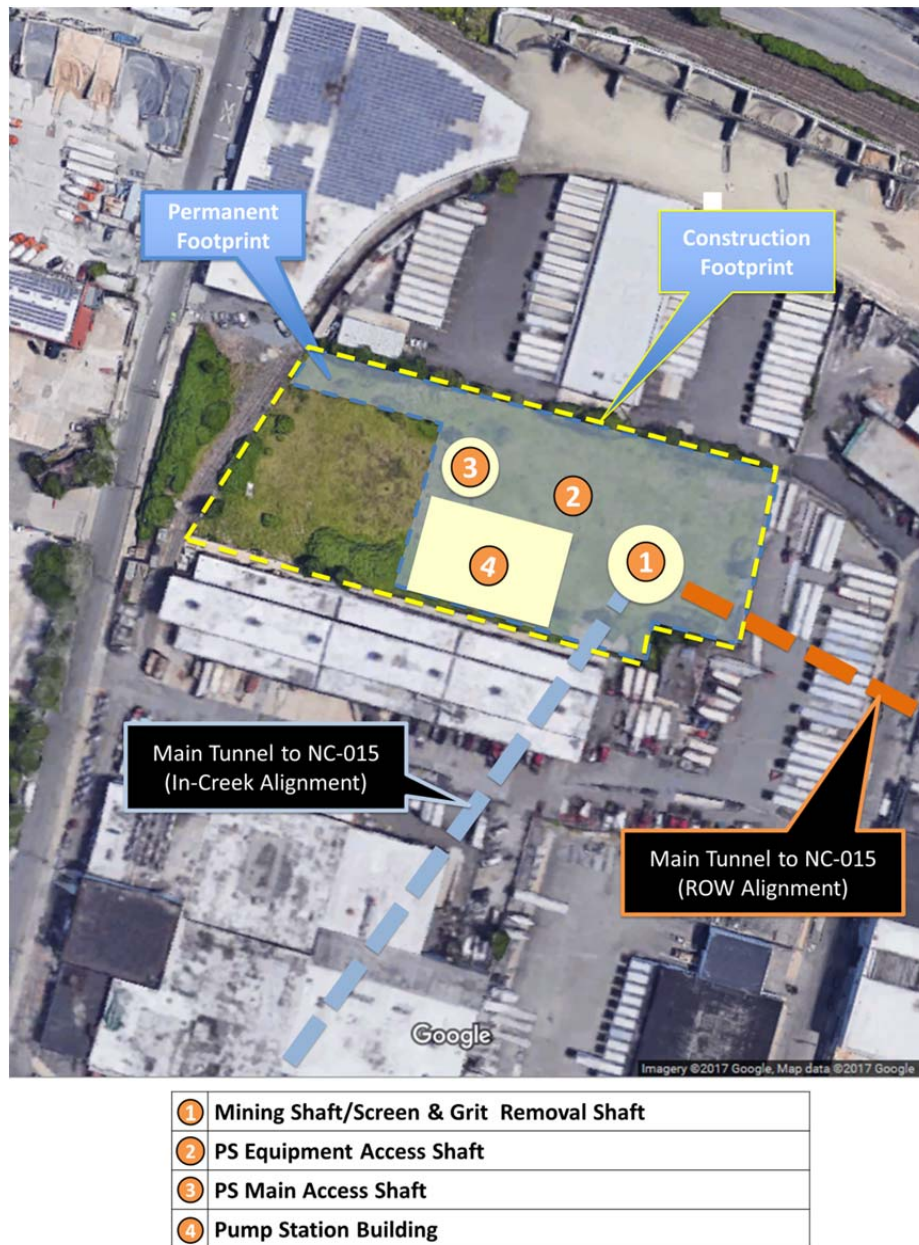 Permanent
Footprint
Construction
Footprint
3
2
4
1
Main Tunnel to NC-015
(In-Creek Alignment)
Main Tunnel to NC-015
(ROW Alignment)
Google
Imagery ©2017 Google, Map data ©2017 Google
1 Mining Shaft/Screen & Grit Removal Shaft
2 PS Equipment Access Shaft
3 PS Main Access Shaft
4 Pump Station Building